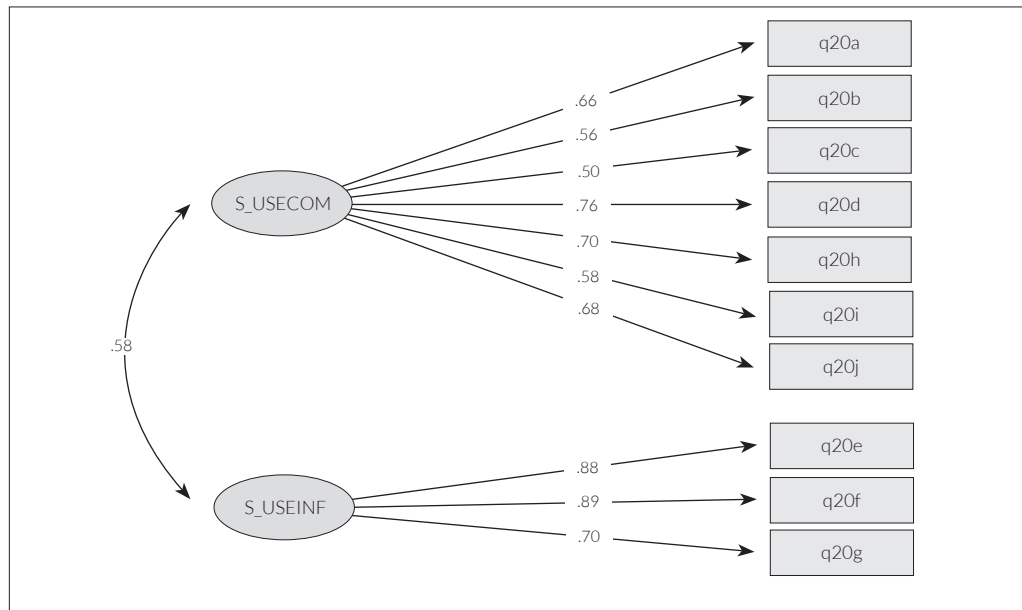 q20a
.66
q20b
.56
q20c
.50
S_USECOM
.76
q20d
.70
q20h
.58
q20i
.68
q20j
.58
q20e
.88
S_USEINF
.89
q20f
.70
q20g